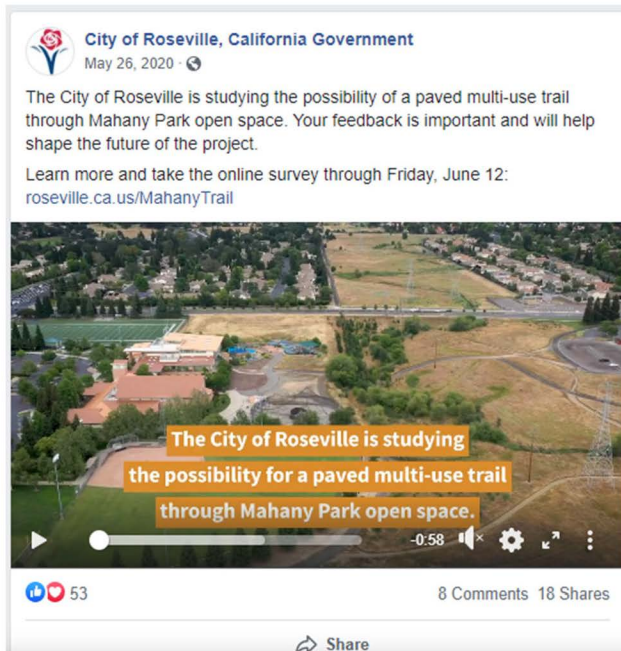 City of Roseville, California Government
May 26, 2020 ·
The City of Roseville is studying the possibility of a paved multi-use trail
through Mahany Park open space. Your feedback is important and will help
shape the future of the project.
Learn more and take the online survey through Friday, June 12:
roseville.ca.us/MahanyTrail
The City of Roseville is studying
the possibility for a paved multi-use trail
through Mahany Park open space.
-0:58
53
8 Comments 18 Shares
Share